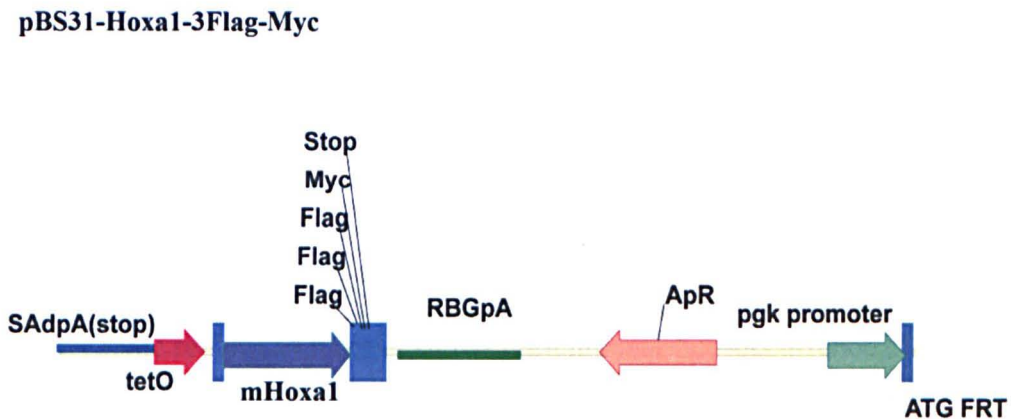 pBS31-Hoxa1-3Flag-Myc
Stop
Myc
Flag
Flag
Flag
SAdpA(stop)
tetO
mHoxa1
RBGpA
ApR
pgk promoter
ATG FRT